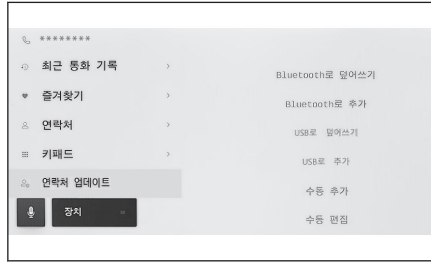 ********
최근 통화 기록
즐겨찾기
연락처
키패드
연락처 업데이트
장치
Bluetooth로 덮어쓰기
Bluetooth로 추가
USB로 덮어쓰기
USB로 추가
수동 추가
수동 편집